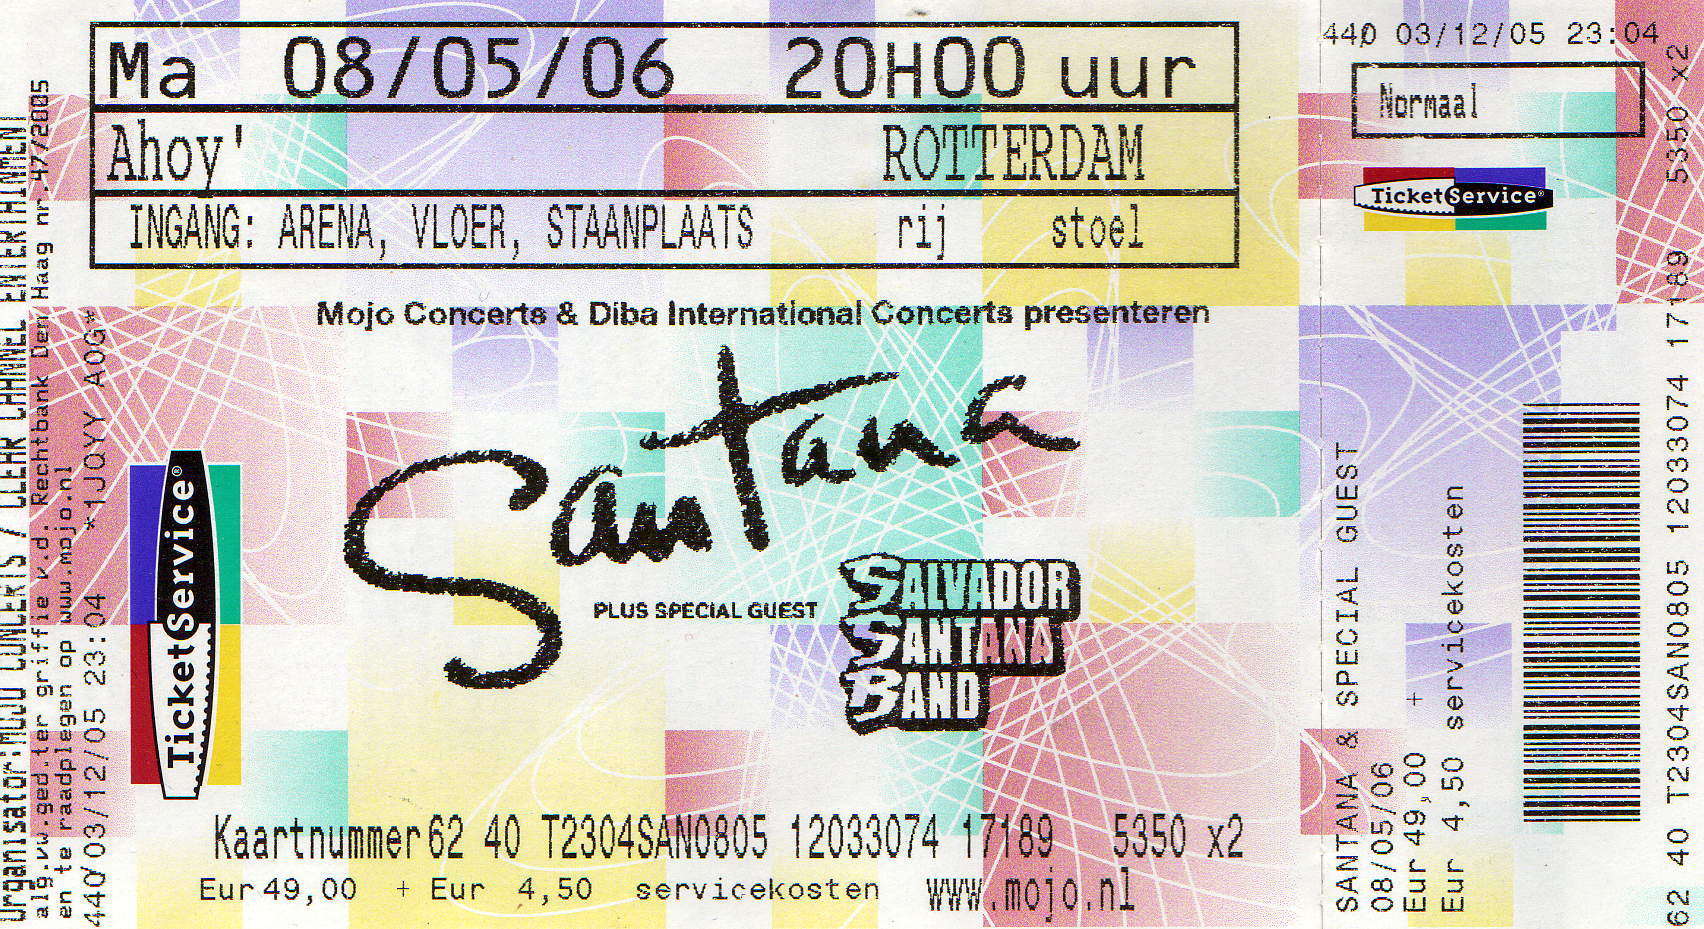 Ma 08/05/06 20H00 uur
Ahoy' ROTTERDAM
INGANG: ARENA, VLOER, STAANPLAATS rij stoel
Mojo Concerts & Diba International Concerts presenteren
Santana
PLUS SPECIAL GUEST
SALVADOR
SANTANA
BAND
Kaartnummer 62 40 T2304SAN0805 12033074 17189 5350 x2
Eur 49,00 + Eur 4,50 servicekosten www.mojo.nl
Organisator:MOJO CONCERTS / CLEAR CHANNEL ENTERTAINMENT
alg.vw.ged.ter griffie v.d. Rechtbank Den Haag nr.47/2005
en te raadplegen op www.mojo.nl
440/03/12/05 23:04 *1JQYY A0G*
TicketService®
440 03/12/05 23:04
Normaal
TicketService®
SANTANA & SPECIAL GUEST
08/05/06
Eur 49,00 +
Eur 4,50 servicekosten
62 40 T2304SAN0805 12033074 17189 5350 x2